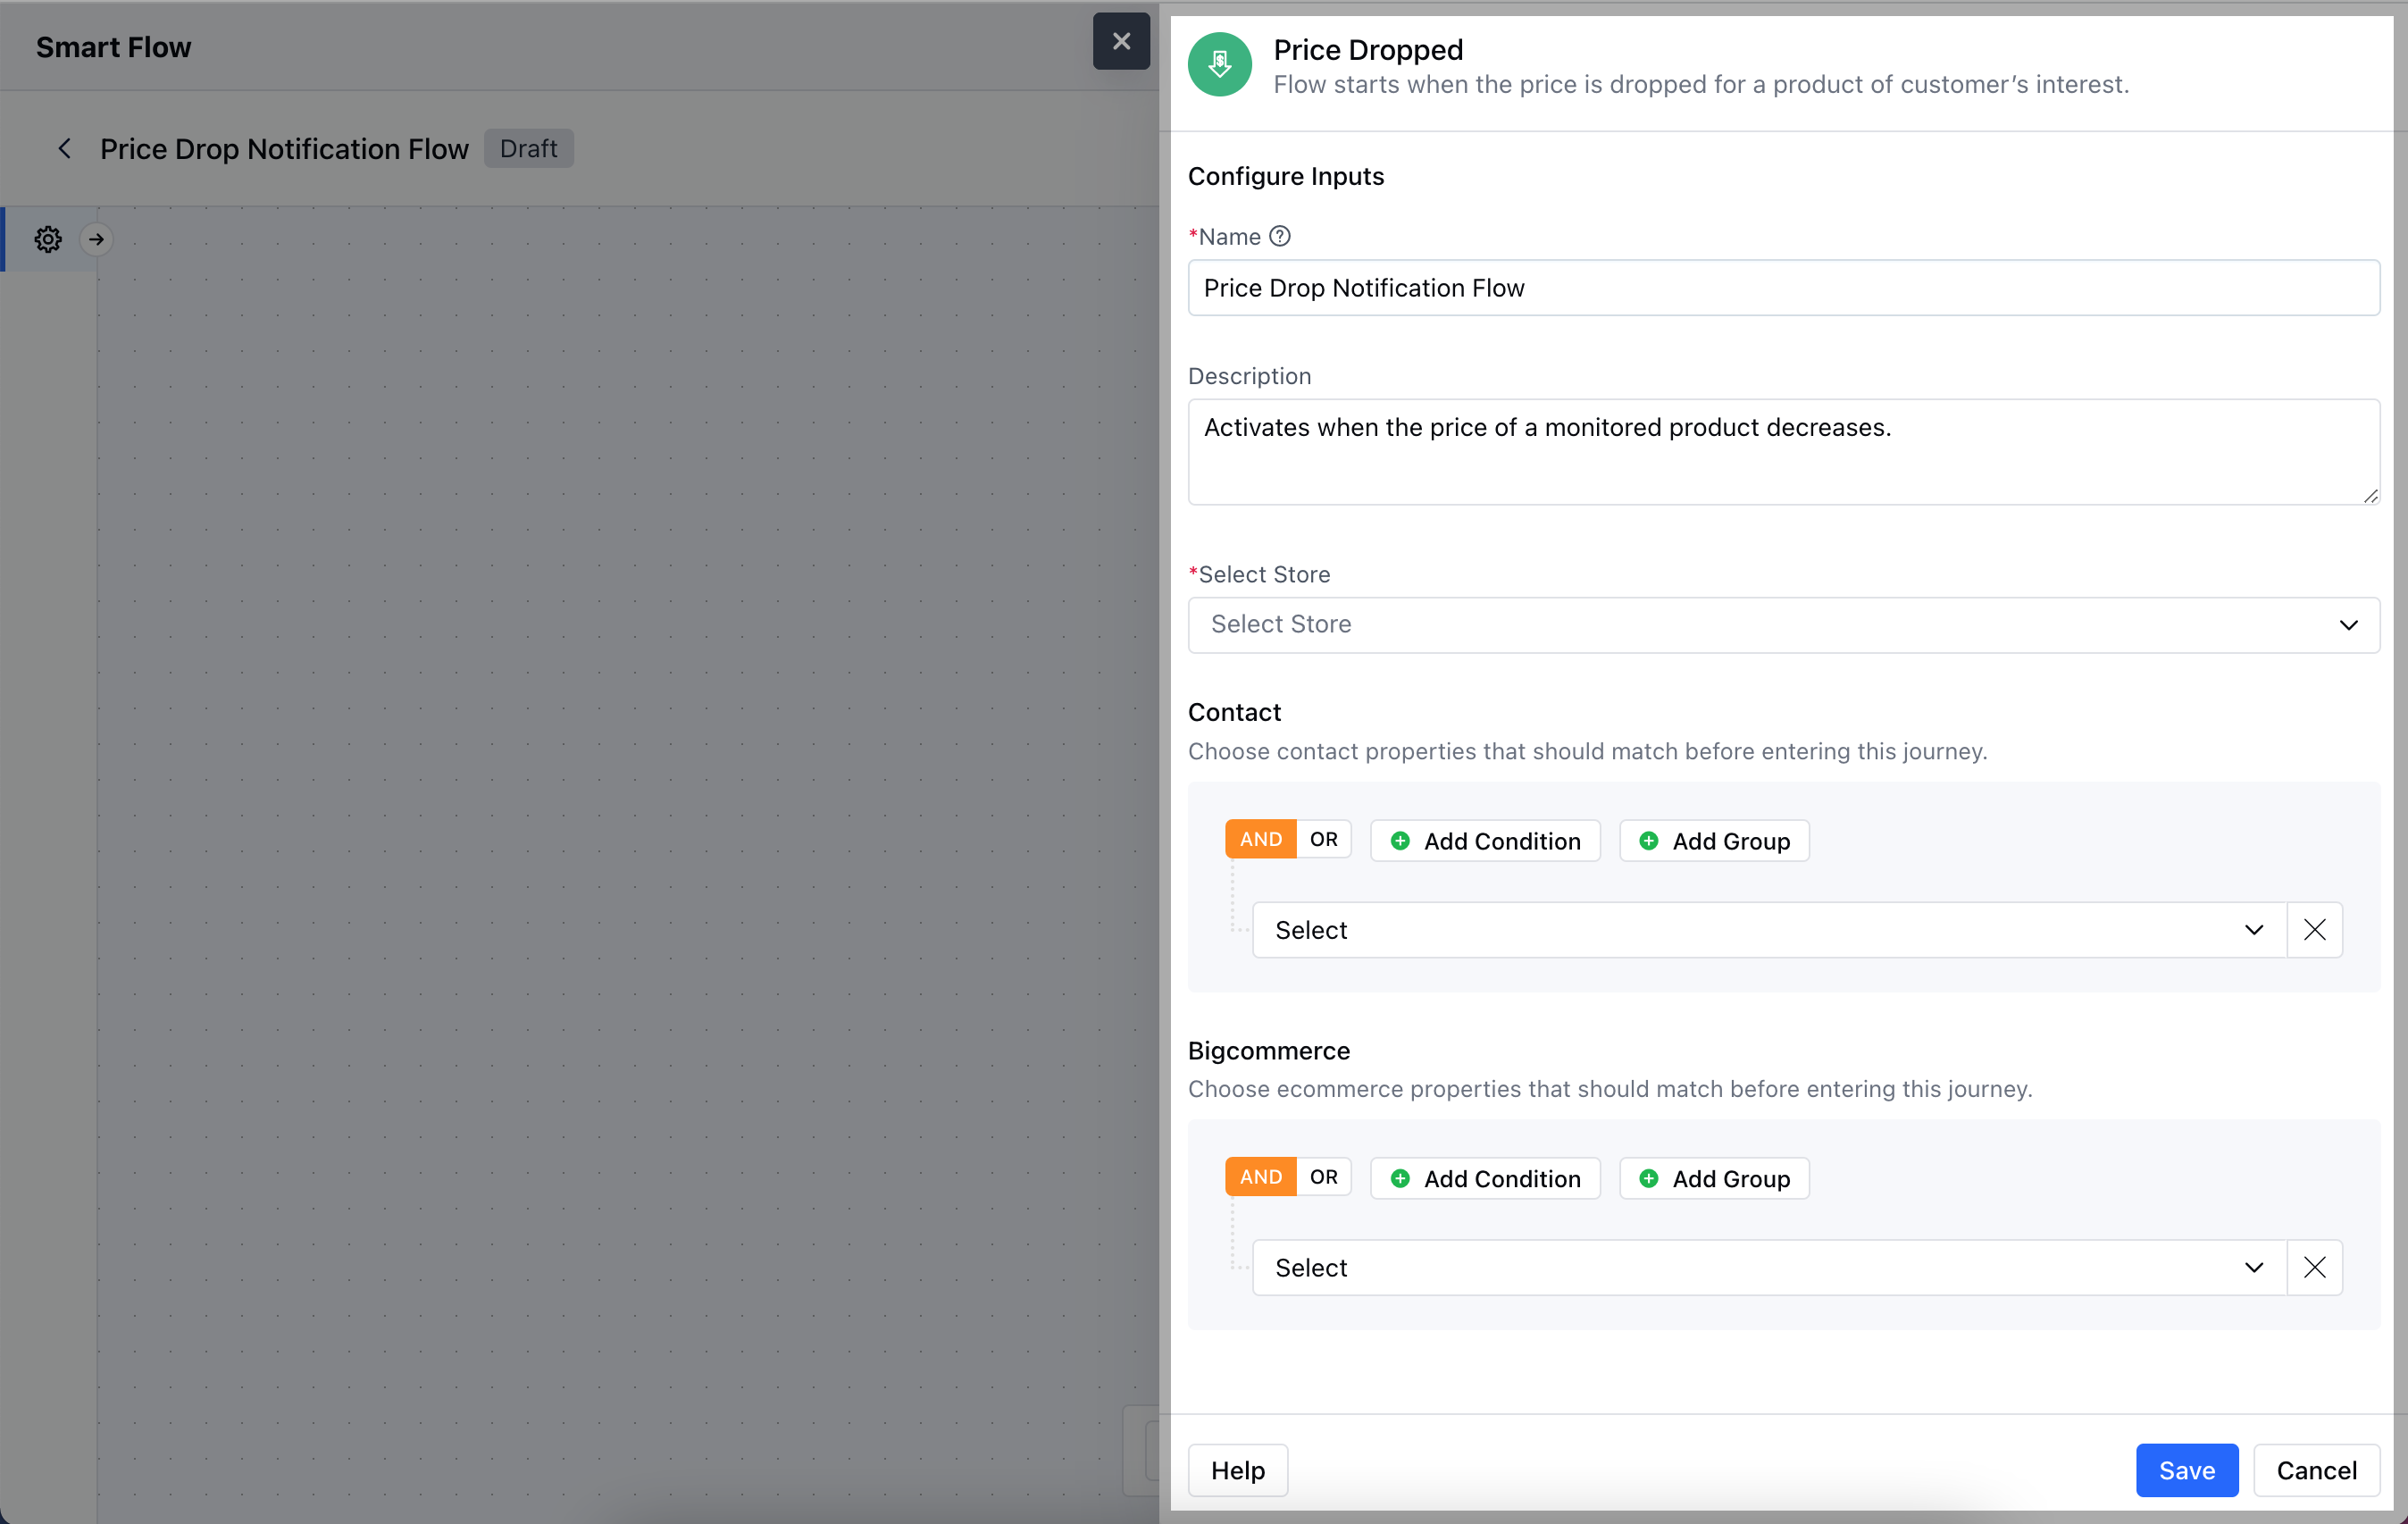 Smart Flow
Price Drop Notification Flow Draft
Price Dropped
Flow starts when the price is dropped for a product of customer’s interest.
Configure Inputs
*Name
Price Drop Notification Flow
Description
Activates when the price of a monitored product decreases.
*Select Store
Select Store
Contact
Choose contact properties that should match before entering this journey.
AND OR Add Condition Add Group
Select
Bigcommerce
Choose ecommerce properties that should match before entering this journey.
AND OR Add Condition Add Group
Select
Help Save Cancel